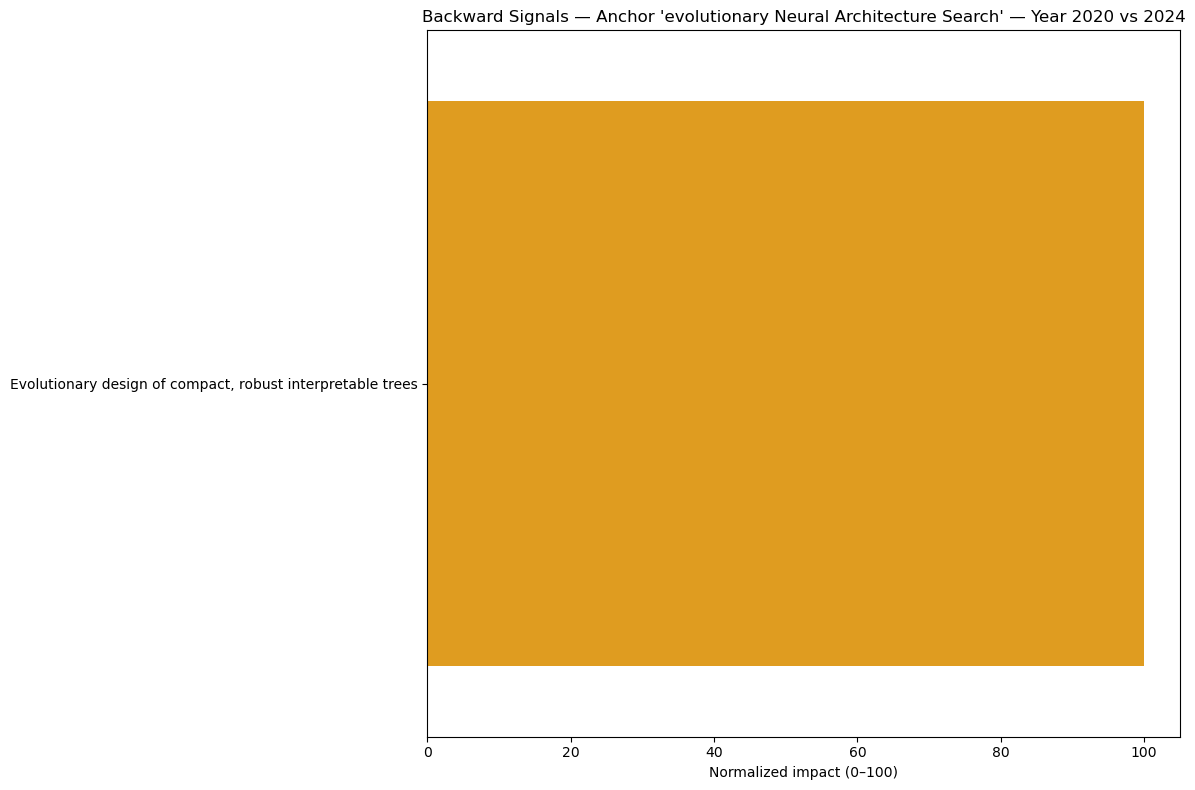 Backward Signals — Anchor 'evolutionary Neural Architecture Search' — Year 2020 vs 2024
Evolutionary design of compact, robust interpretable trees
0 20 40 60 80 100
Normalized impact (0–100)